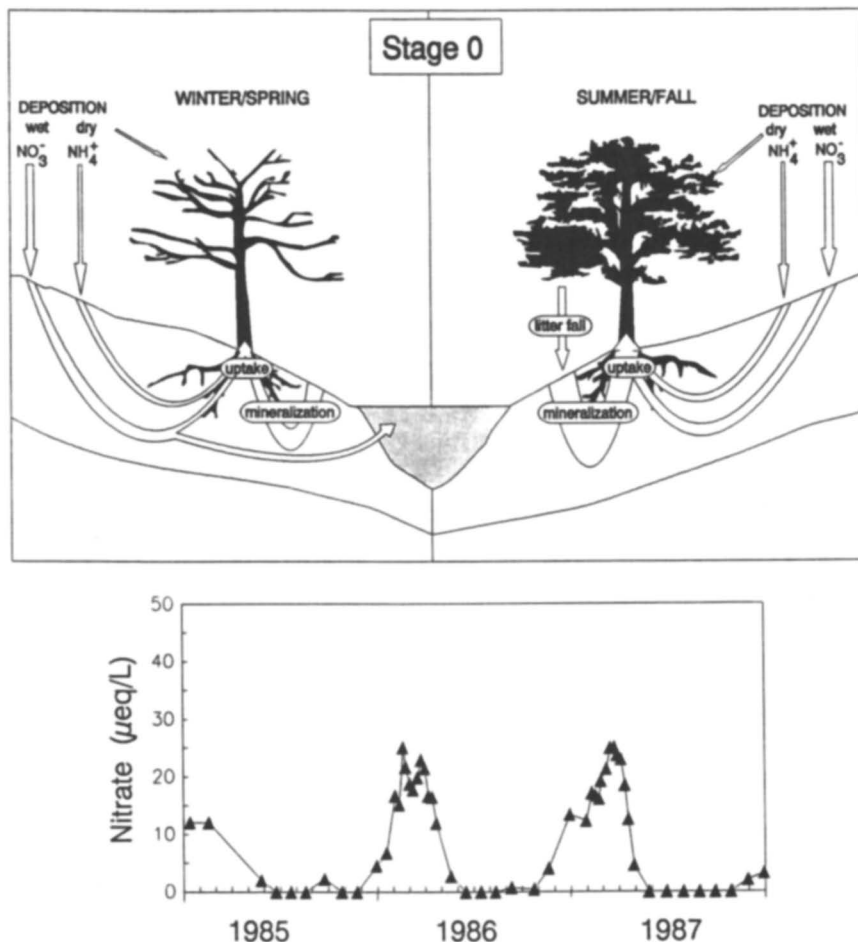 Stage 0
WINTER/SPRING
SUMMER/FALL
DEPOSITION
wet dry
NO3- NH4+
DEPOSITION
dry wet
NH4+ NO3-
litter fall
uptake
uptake
mineralization
mineralization
Nitrate (µeq/L)
50
40
30
20
10
0
1985 1986 1987